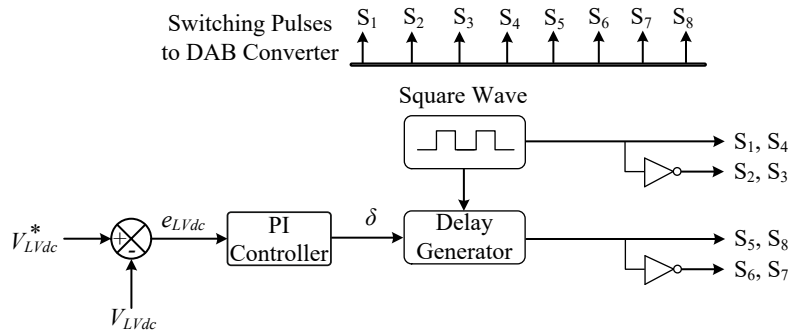 Switching Pulses
to DAB Converter
S₁ S₂ S₃ S₄ S₅ S₆ S₇ S₈
Square Wave
S₁, S₄
S₂, S₃
V*LVdc
+
-
eLVdc
PI
Controller
δ
Delay
Generator
S₅, S₈
S₆, S₇
VLVdc